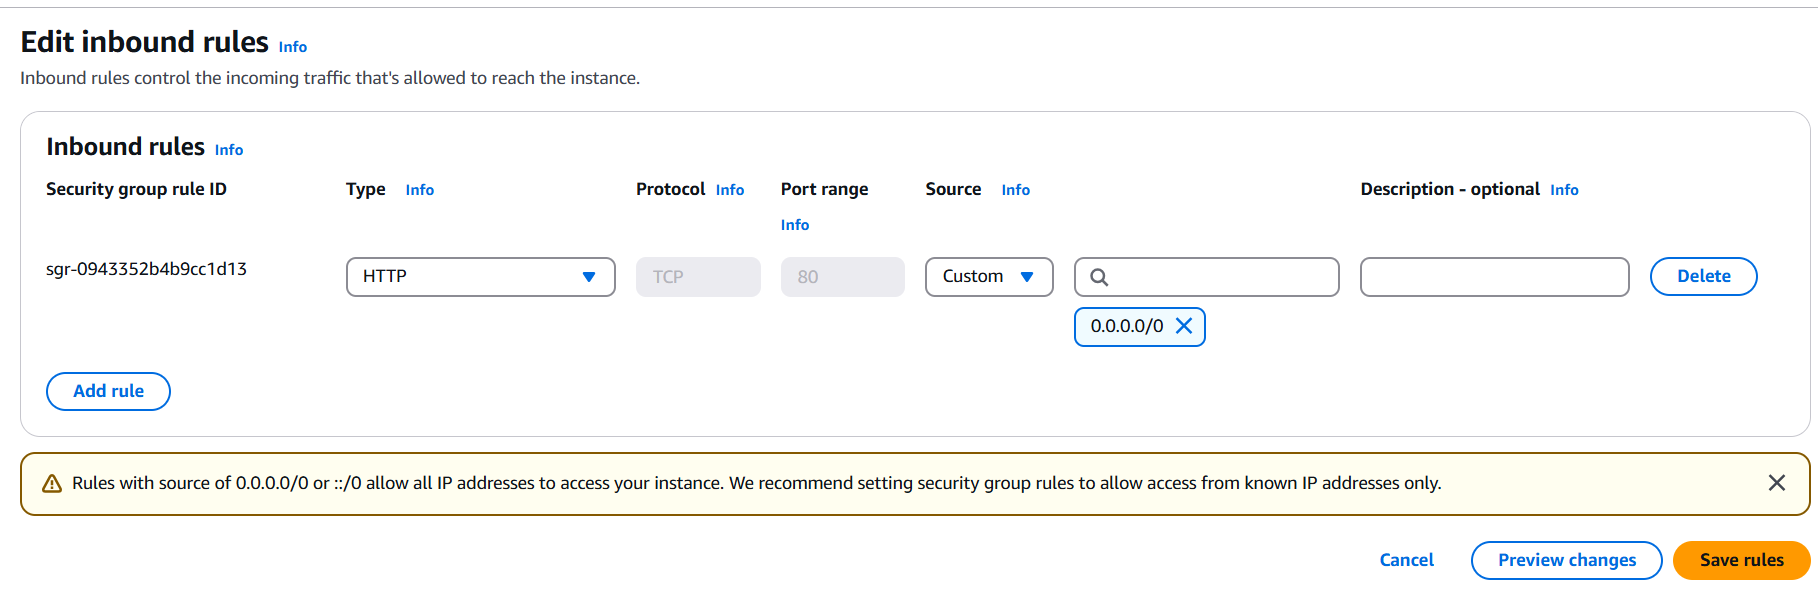 Edit inbound rules Info
Inbound rules control the incoming traffic that's allowed to reach the instance.
Inbound rules Info
Security group rule ID Type Info Protocol Info Port range Info Source Info Description - optional Info
sgr-0943352b4b9cc1d13 HTTP TCP 80 Custom Delete
0.0.0.0/0
Add rule
Rules with source of 0.0.0.0/0 or ::/0 allow all IP addresses to access your instance. We recommend setting security group rules to allow access from known IP addresses only.
Cancel Preview changes Save rules